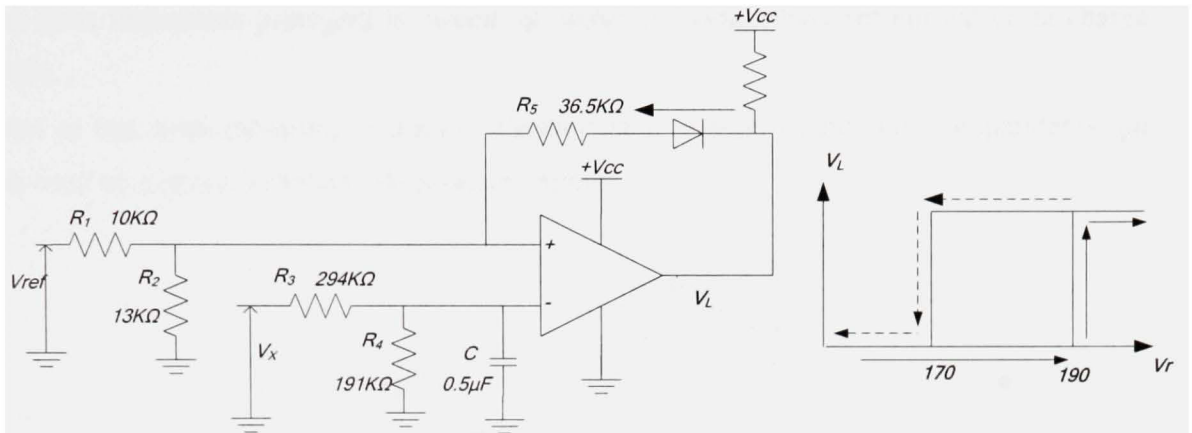 +Vcc
R5 36.5KΩ
+Vcc
R1 10KΩ
Vref
R2
13KΩ
R3 294KΩ
Vx
R4
191KΩ
C
0.5µF
+
-
VL
VL
170
190
Vr